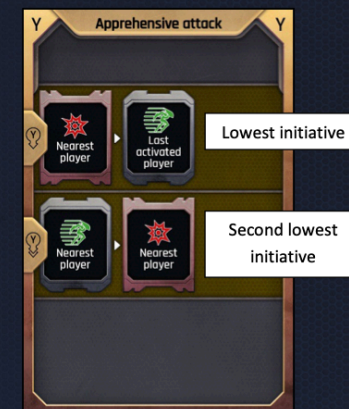 Y Apprehensive attack Y
Y
Nearest
player
Last
activated
player
Lowest initiative
Y
Nearest
player
Nearest
player
Second lowest
initiative